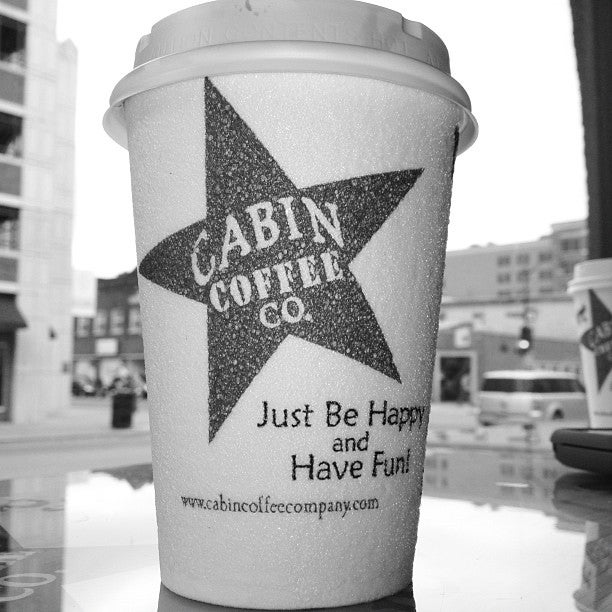 CABIN
COFFEE
CO.
Just Be Happy
and
Have Fun!
www.cabincoffeecompany.com